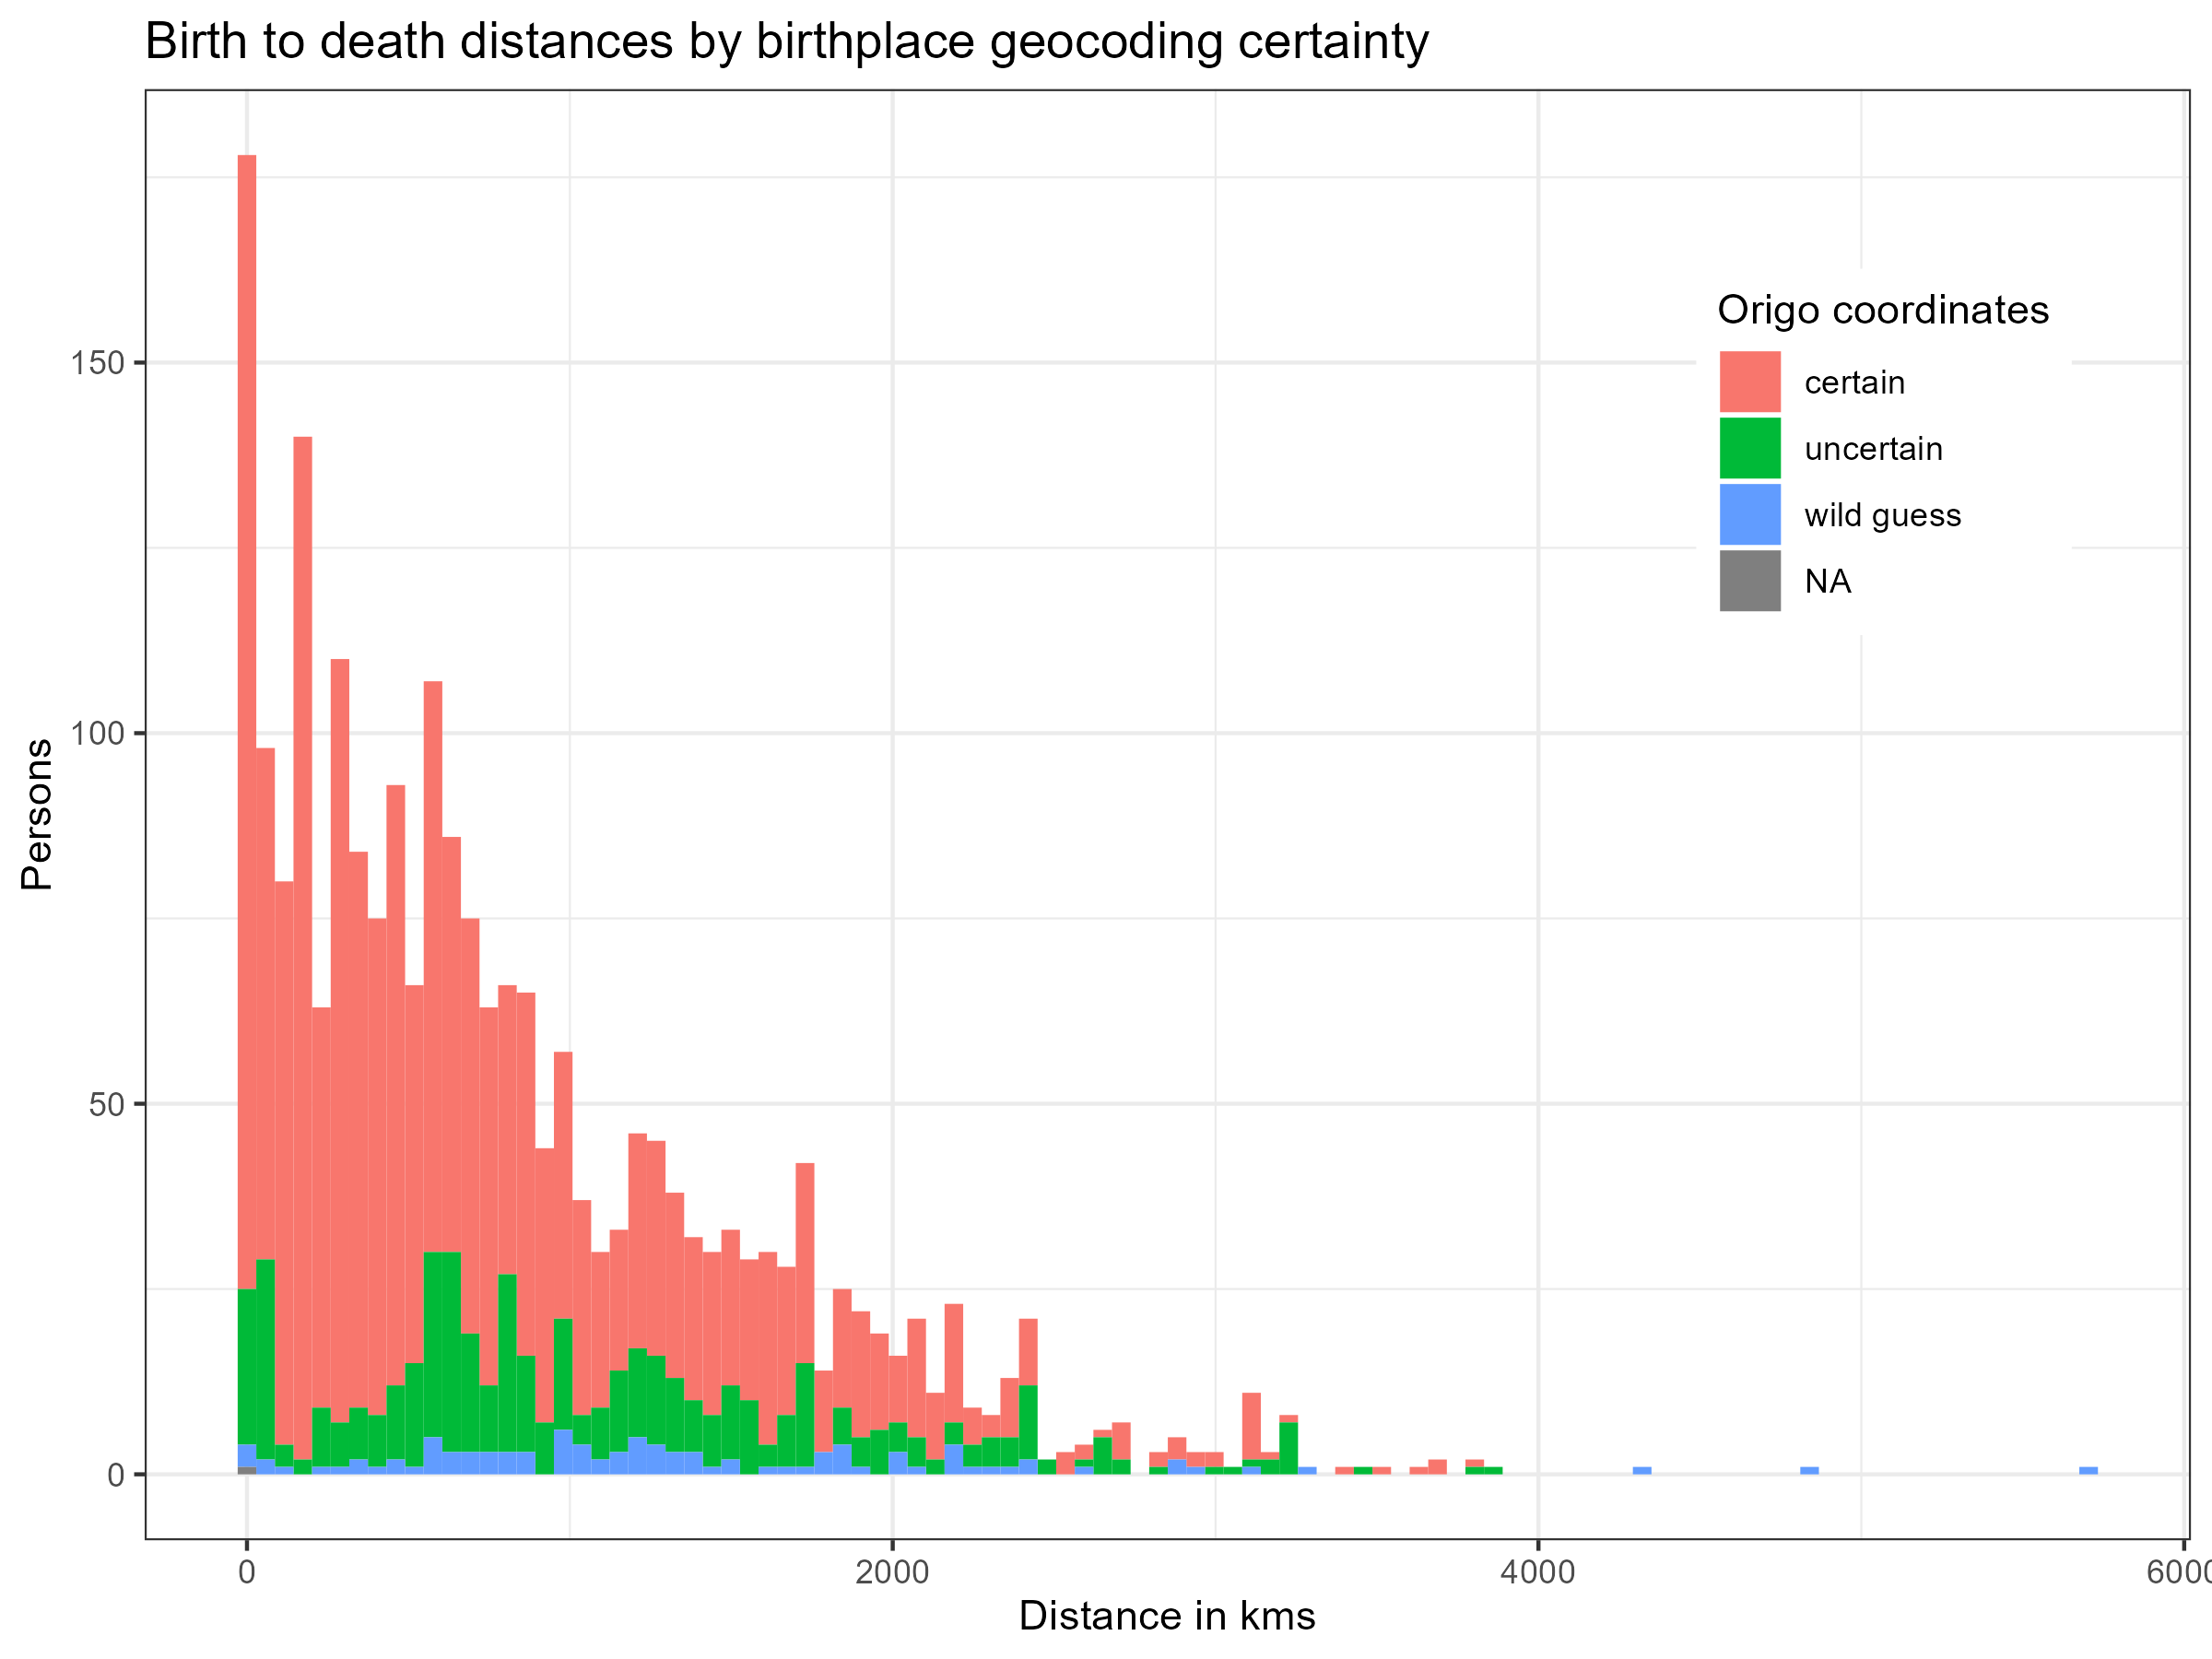 Birth to death distances by birthplace geocoding certainty
Persons
150
100
50
0
Origo coordinates
certain
uncertain
wild guess
NA
0 2000 4000 6000
Distance in kms